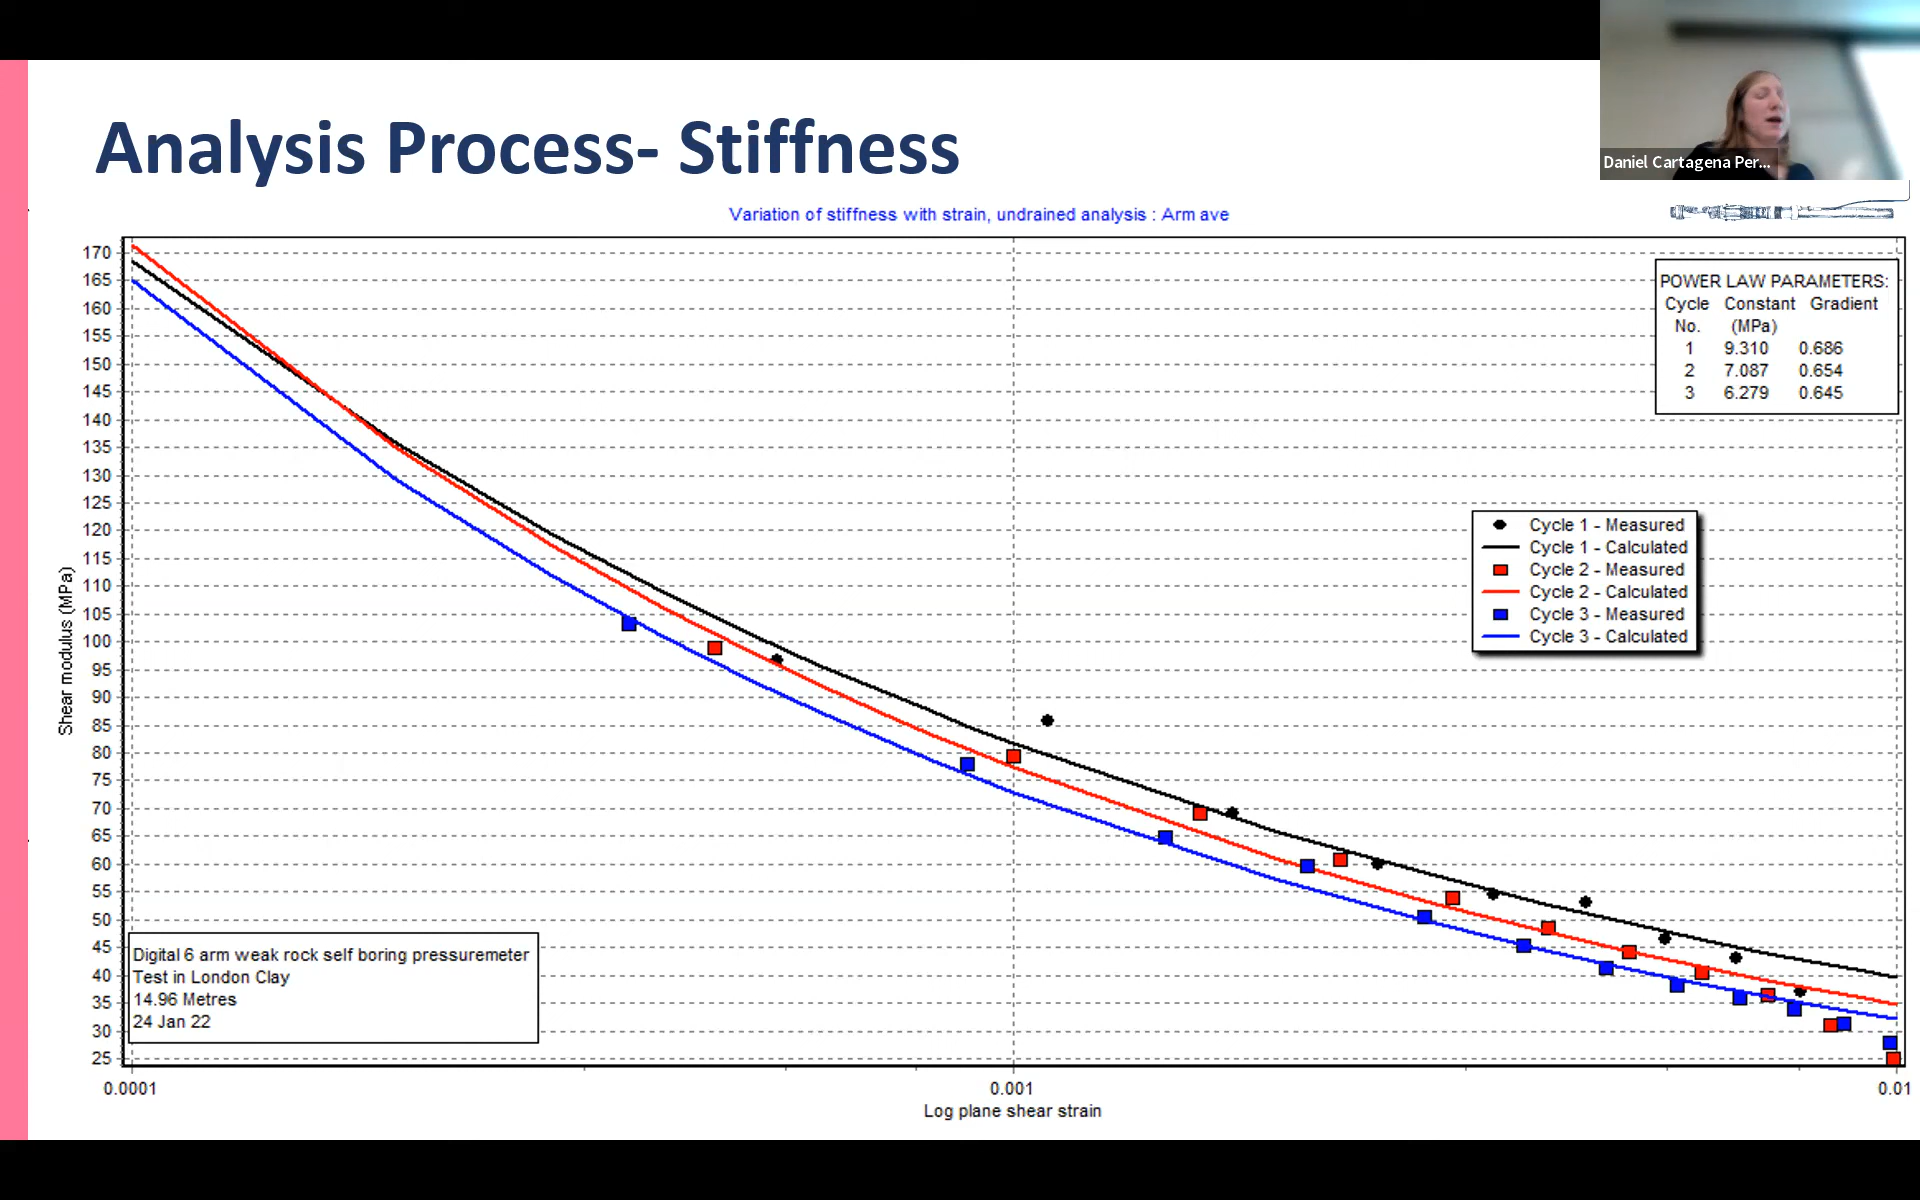 Analysis Process- Stiffness
Daniel Cartagena Per...
Variation of stiffness with strain, undrained analysis : Arm ave
170
165
160
155
150
145
140
135
130
125
120
115
110
105
100
95
90
85
80
75
70
65
60
55
50
45
40
35
30
25
Shear modulus (MPa)
POWER LAW PARAMETERS:
Cycle Constant Gradient
No. (MPa)
1 9.310 0.686
2 7.087 0.654
3 6.279 0.645
Cycle 1 - Measured
Cycle 1 - Calculated
Cycle 2 - Measured
Cycle 2 - Calculated
Cycle 3 - Measured
Cycle 3 - Calculated
Digital 6 arm weak rock self boring pressuremeter
Test in London Clay
14.96 Metres
24 Jan 22
0.0001 0.001 0.01
Log plane shear strain